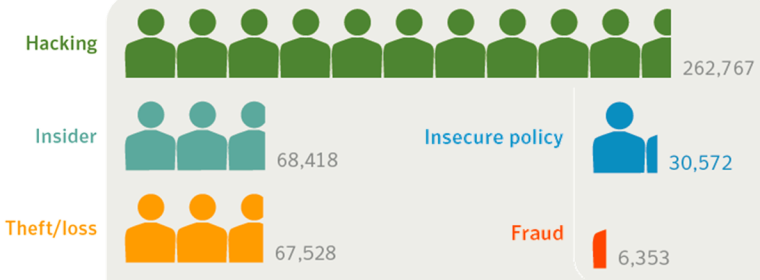 Hacking
262,767
Insider
68,418
Insecure policy
30,572
Theft/loss
67,528
Fraud
6,353